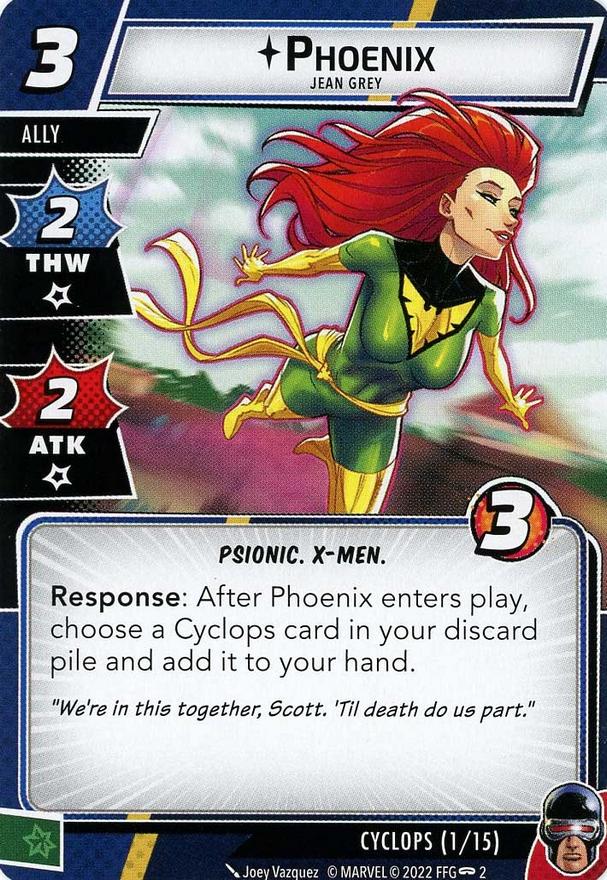 3
PHOENIX
JEAN GREY
ALLY
2
THW
2
ATK
3
PSIONIC. X-MEN.
Response: After Phoenix enters play,
choose a Cyclops card in your discard
pile and add it to your hand.
"We're in this together, Scott. 'Til death do us part."
CYCLOPS (1/15)
Joey Vazquez © MARVEL © 2022 FFG 2